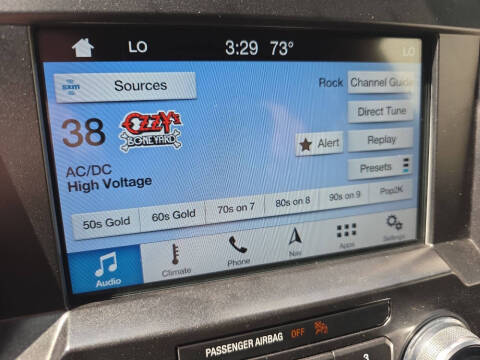 LO 3:29 73° LO
sxm Sources Rock Channel Guide
Direct Tune
38 OZZY'S BONEYARD
Alert Replay
AC/DC
Presets
High Voltage
50s Gold 60s Gold 70s on 7 80s on 8 90s on 9 Pop2K
Audio Climate Phone Nav Apps Settings
PASSENGER AIRBAG OFF
3